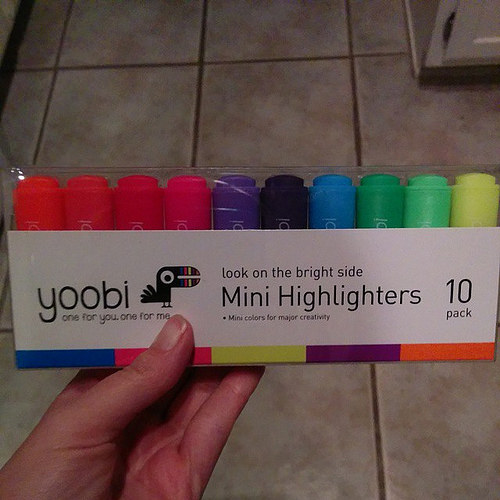 yoobi
one for you. one for me.
look on the bright side
Mini Highlighters
• Mini colors for major creativity
10
pack